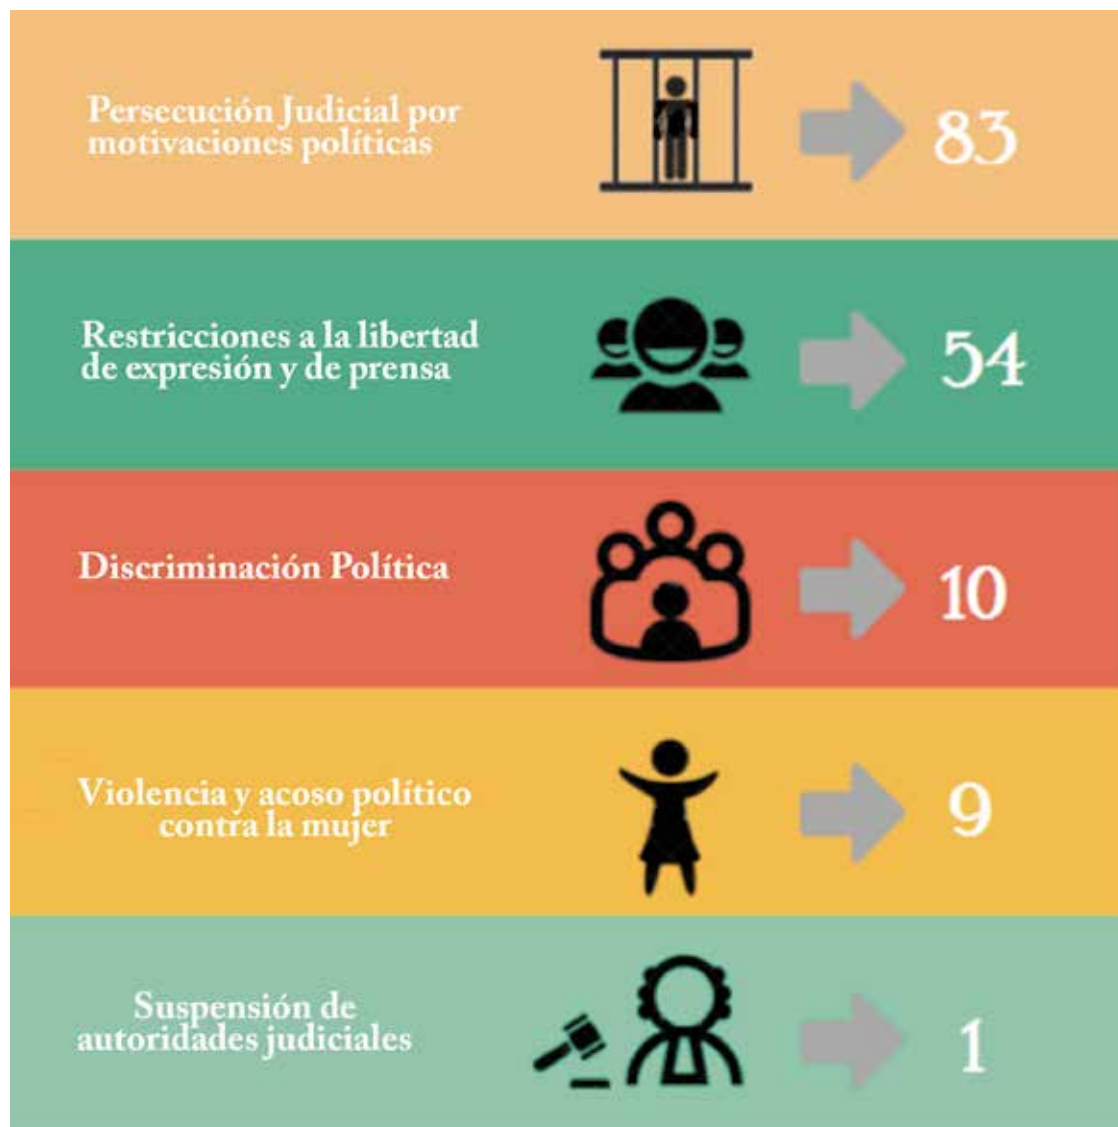 Persecución Judicial por
motivaciones políticas
83
Restricciones a la libertad
de expresión y de prensa
54
Discriminación Política
10
Violencia y acoso político
contra la mujer
9
Suspensión de
autoridades judiciales
1